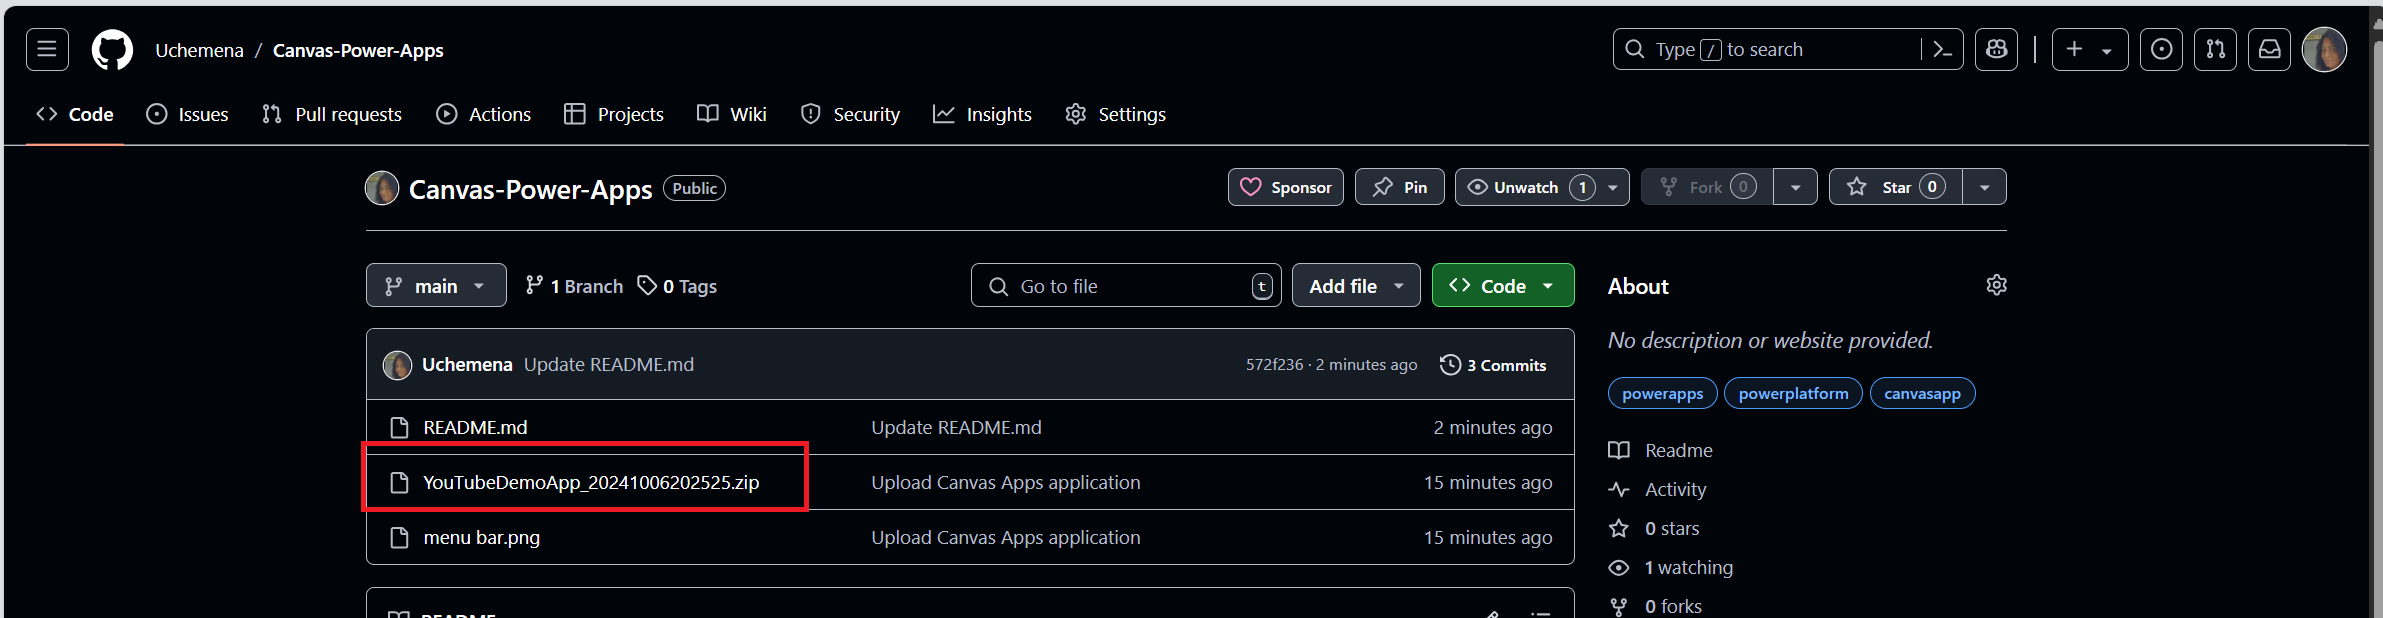 Uchemena / Canvas-Power-Apps
Type / to search
Code
Issues
Pull requests
Actions
Projects
Wiki
Security
Insights
Settings
Canvas-Power-Apps Public
Sponsor
Pin
Unwatch 1
Fork 0
Star 0
main
1 Branch
0 Tags
Go to file t
Add file
Code
Uchemena Update README.md 572f236 · 2 minutes ago 3 Commits
README.md Update README.md 2 minutes ago
YouTubeDemoApp_20241006202525.zip Upload Canvas Apps application 15 minutes ago
menu bar.png Upload Canvas Apps application 15 minutes ago
README
About
No description or website provided.
powerapps powerplatform canvasapp
Readme
Activity
0 stars
1 watching
0 forks